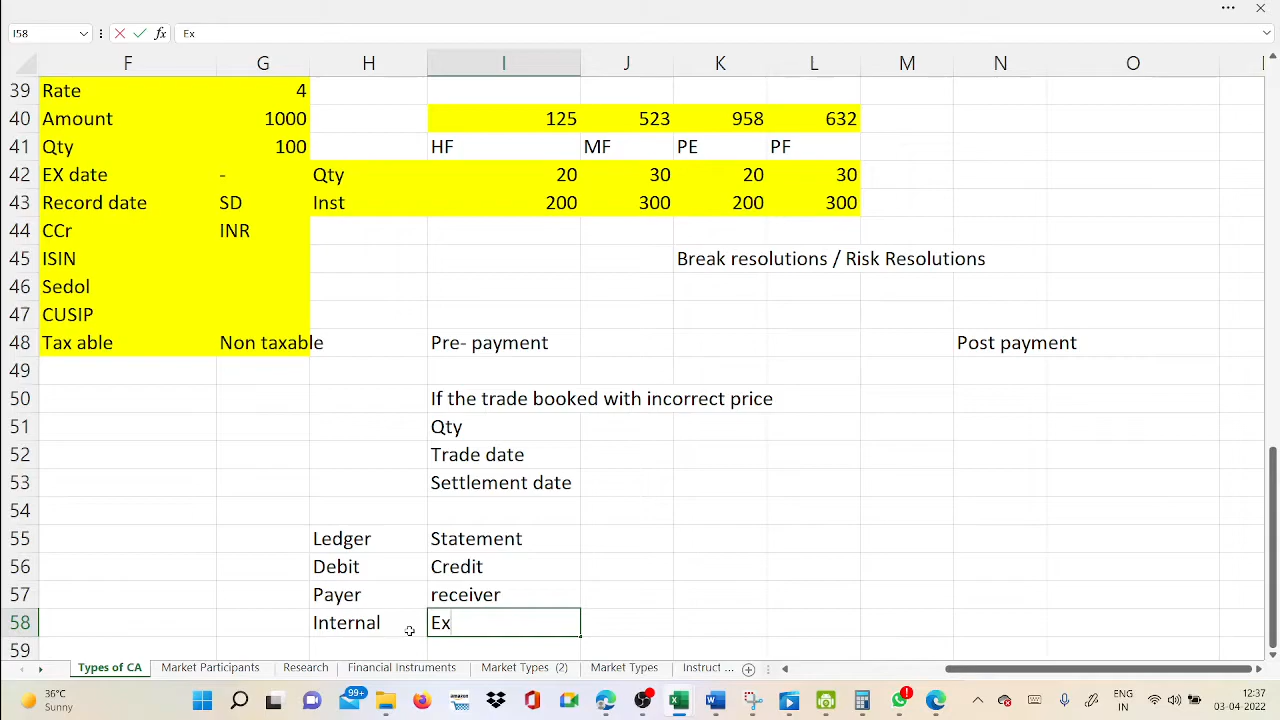 I58 fx Ex
F G H I J K L M N O
39 Rate 4
40 Amount 1000 125 523 958 632
41 Qty 100 HF MF PE PF
42 EX date - Qty 20 30 20 30
43 Record date SD Inst 200 300 200 300
44 CCr INR
45 ISIN Break resolutions / Risk Resolutions
46 Sedol
47 CUSIP
48 Tax able Non taxable Pre- payment Post payment
49
50 If the trade booked with incorrect price
51 Qty
52 Trade date
53 Settlement date
54
55 Ledger Statement
56 Debit Credit
57 Payer receiver
58 Internal Ex
59
Types of CA Market Participants Research Financial Instruments Market Types (2) Market Types Instruct ...
36°C 99+ ENG 12:37
Sunny IN 03-04-2022